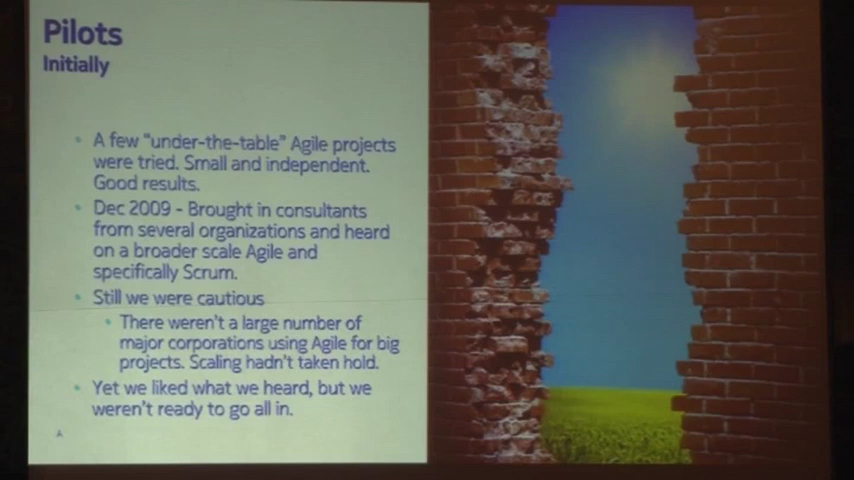 Pilots
Initially
• A few “under-the-table” Agile projects
were tried. Small and independent.
Good results.
• Dec 2009 - Brought in consultants
from several organizations and heard
on a broader scale Agile and
specifically Scrum.
• Still we were cautious
• There weren't a large number of
major corporations using Agile for big
projects. Scaling hadn't taken hold.
• Yet we liked what we heard, but we
weren't ready to go all in.